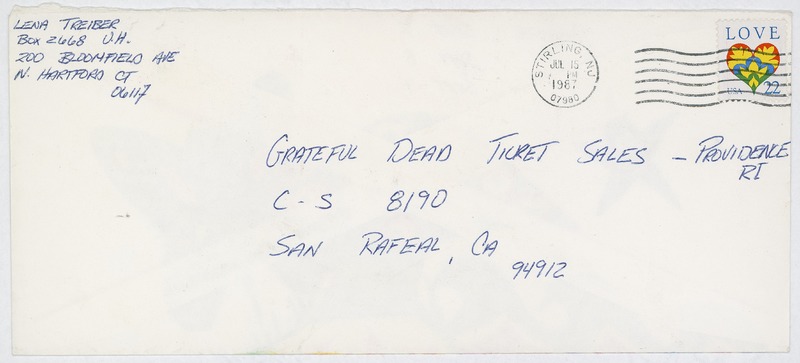 LENA TREIBER
BOX 2668 U.H.
200 BLOOMFIELD AVE
N. HARTFORD CT
06117
STIRLING, NJ
JUL 15
PM
1987
07980
LOVE
USA 22
GRATEFUL DEAD TICKET SALES - PROVIDENCE
RI
C-S 8190
SAN RAFEAL, CA
94912